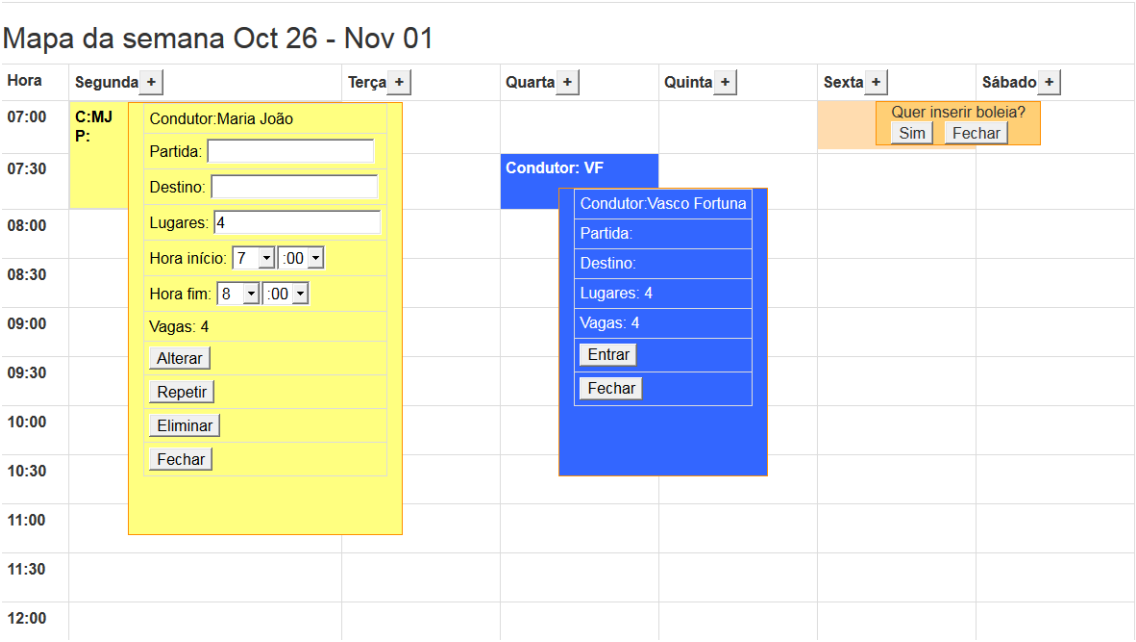 Mapa da semana Oct 26 - Nov 01
Hora Segunda + Terça + Quarta + Quinta + Sexta + Sábado +
07:00
C:MJ
P:
Condutor:Maria João
Partida:
Destino:
Lugares: 4
Hora início: 7 :00
Hora fim: 8 :00
Vagas: 4
Alterar
Repetir
Eliminar
Fechar
Condutor: VF
Condutor:Vasco Fortuna
Partida:
Destino:
Lugares: 4
Vagas: 4
Entrar
Fechar
Quer inserir boleia?
Sim Fechar
07:30
08:00
08:30
09:00
09:30
10:00
10:30
11:00
11:30
12:00